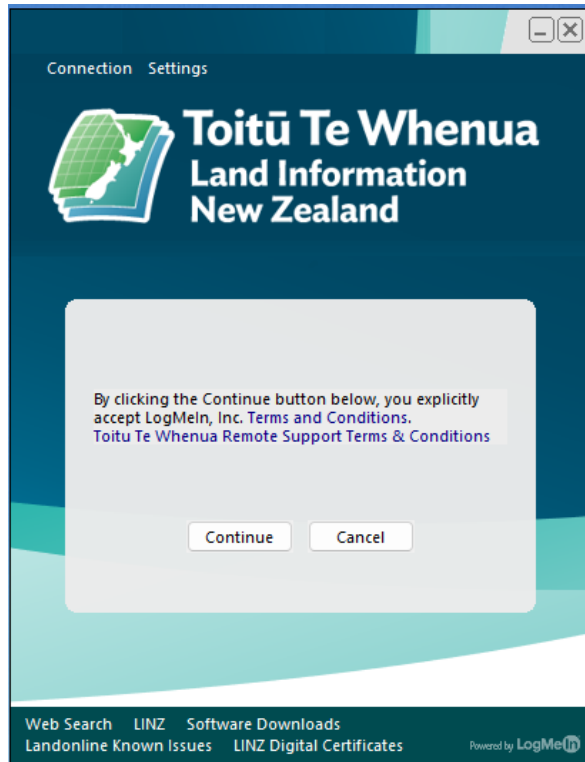 Connection Settings
Toitū Te Whenua
Land Information
New Zealand
By clicking the Continue button below, you explicitly
accept LogMeIn, Inc. Terms and Conditions.
Toitu Te Whenua Remote Support Terms & Conditions
Continue Cancel
Web Search LINZ Software Downloads
Landonline Known Issues LINZ Digital Certificates
Powered by LogMeIn